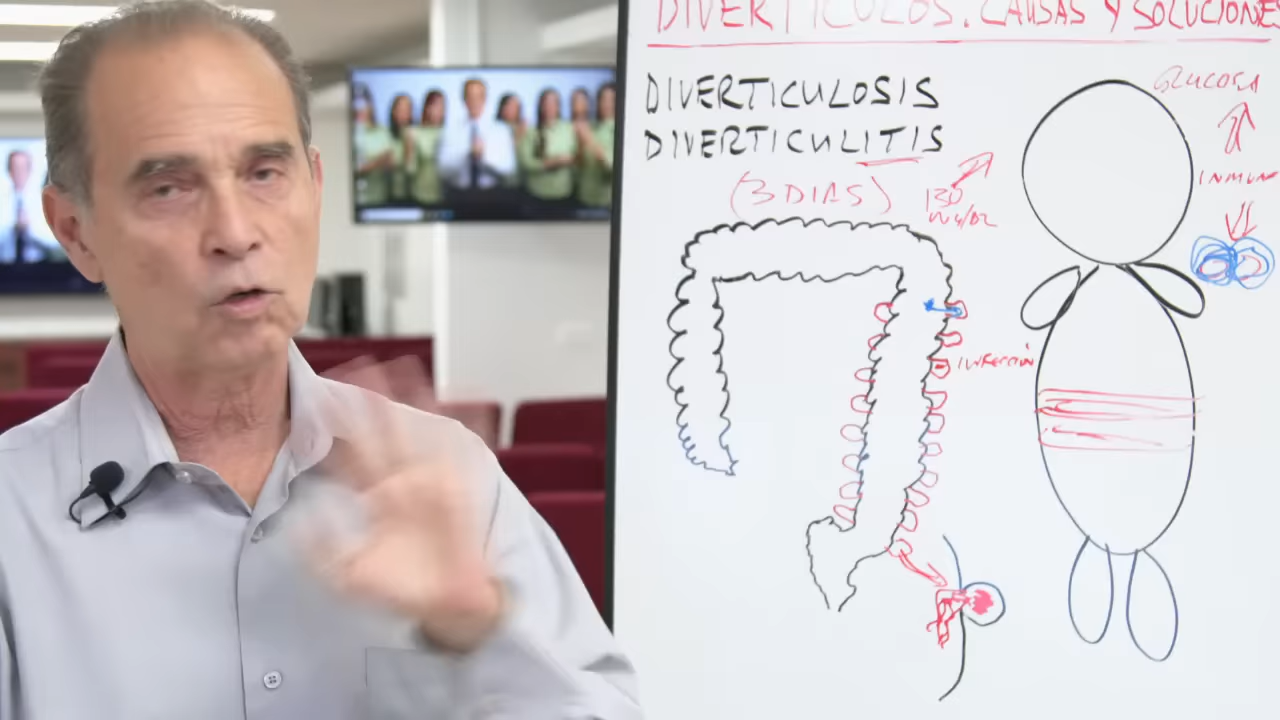 DIVERTICULOS. CAUSAS Y SOLUCIONES
DIVERTICULOSIS
DIVERTICULITIS
(3 DIAS)
130
mg/DL
GLUCOSA
INMUN
INFECCIÓN